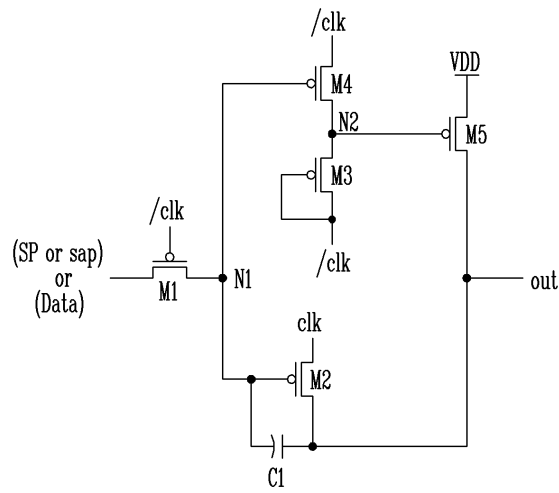 /clk
M4
VDD
N2
M5
M3
/clk
/clk
(SP or sap)
or
(Data)
M1
N1
out
clk
M2
C1